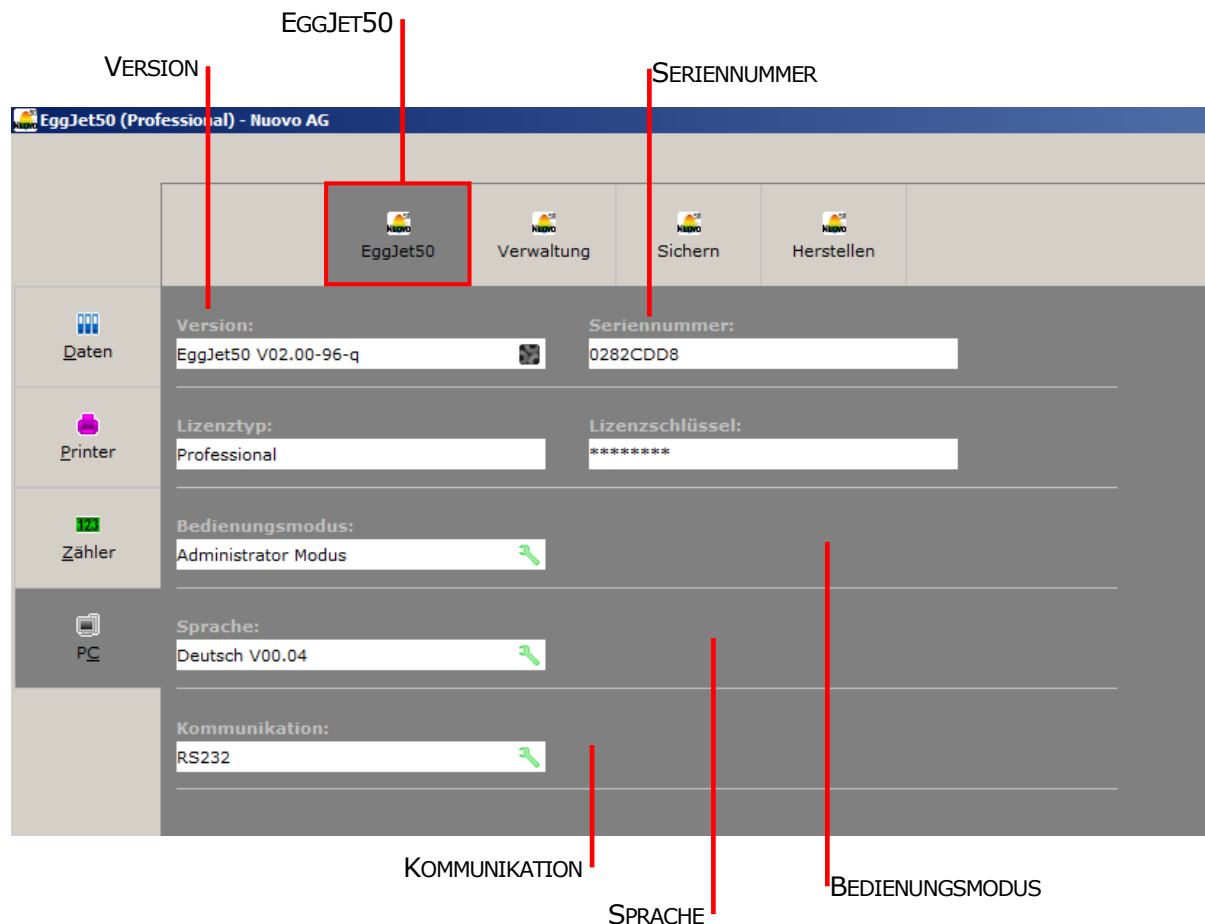 EGGJET50
VERSION
SERIENNUMMER
EggJet50 (Professional) - Nuovo AG
EggJet50
Verwaltung
Sichern
Herstellen
Daten
Version:
Seriennummer:
EggJet50 V02.00-96-q
0282CDD8
Printer
Lizenztyp:
Lizenzschlüssel:
Professional
********
Zähler
Bedienungsmodus:
Administrator Modus
PC
Sprache:
Deutsch V00.04
Kommunikation:
RS232
KOMMUNIKATION
BEDIENUNGSMODUS
SPRACHE